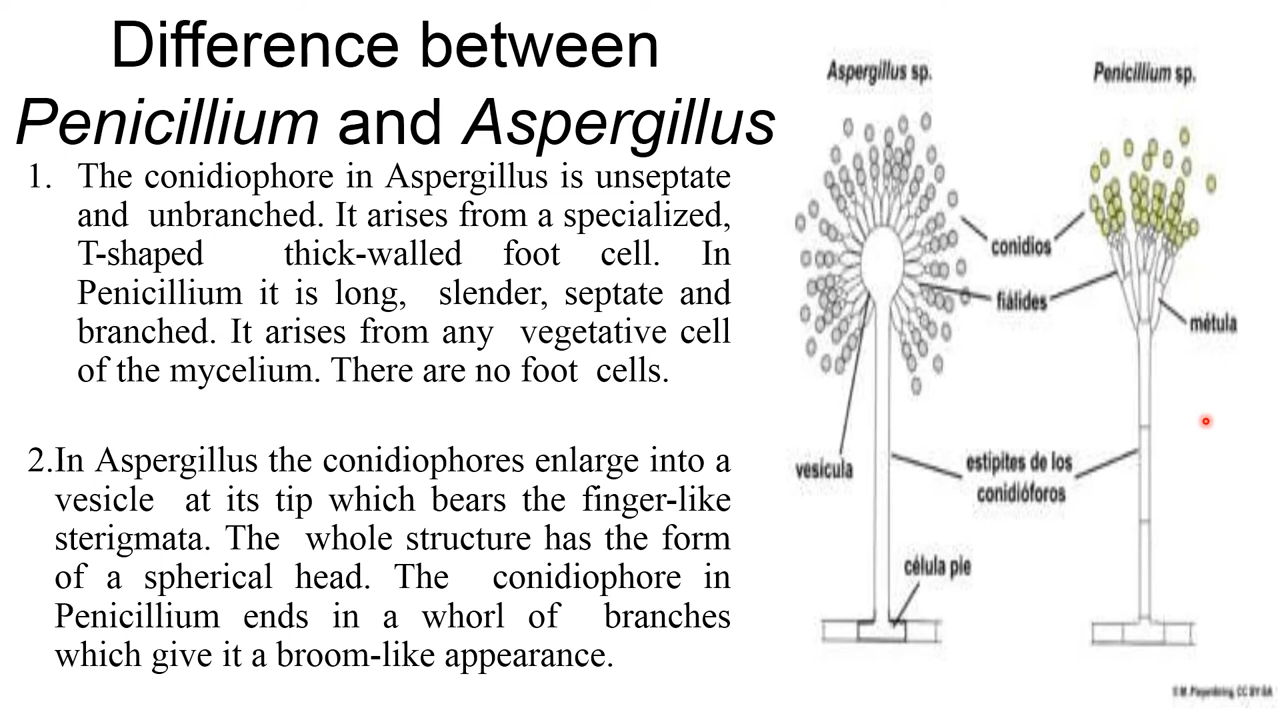 Difference between
Penicillium and Aspergillus
1. The conidiophore in Aspergillus is unseptate
and unbranched. It arises from a specialized,
T-shaped thick-walled foot cell. In
Penicillium it is long, slender, septate and
branched. It arises from any vegetative cell
of the mycelium. There are no foot cells.
2.In Aspergillus the conidiophores enlarge into a
vesicle at its tip which bears the finger-like
sterigmata. The whole structure has the form
of a spherical head. The conidiophore in
Penicillium ends in a whorl of branches
which give it a broom-like appearance.
Aspergillus sp.
Penicillium sp.
conidios
fiálides
métula
vesícula
estípites de los
conidióforos
célula pie
M. CC BY-SA